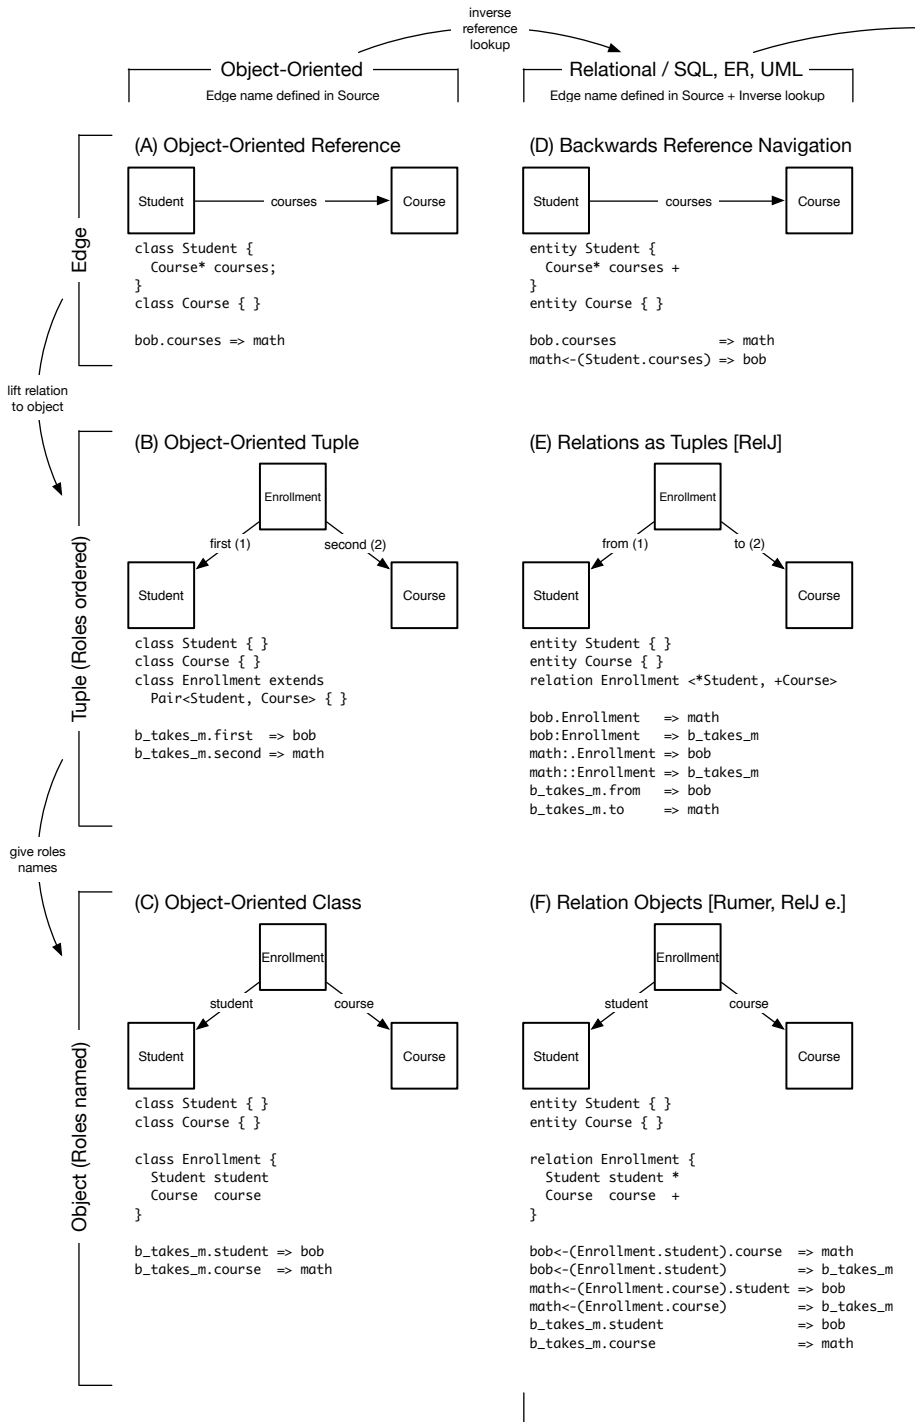 inverse
reference
lookup
Object-Oriented
Edge name defined in Source
Relational / SQL, ER, UML
Edge name defined in Source + Inverse lookup
Edge
(A) Object-Oriented Reference
Student
courses
Course
class Student {
  Course* courses;
}
class Course { }
bob.courses => math
(D) Backwards Reference Navigation
Student
courses
Course
entity Student {
  Course* courses +
}
entity Course { }
bob.courses             => math
math<-(Student.courses) => bob
lift relation
to object
Tuple (Roles ordered)
(B) Object-Oriented Tuple
Enrollment
first (1)
second (2)
Student
Course
class Student { }
class Course { }
class Enrollment extends
  Pair<Student, Course> { }
b_takes_m.first  => bob
b_takes_m.second => math
(E) Relations as Tuples [RelJ]
Enrollment
from (1)
to (2)
Student
Course
entity Student { }
entity Course { }
relation Enrollment <*Student, +Course>
bob.Enrollment   => math
bob:Enrollment   => b_takes_m
math:.Enrollment => bob
math::Enrollment => b_takes_m
b_takes_m.from   => bob
b_takes_m.to     => math
give roles
names
Object (Roles named)
(C) Object-Oriented Class
Enrollment
student
course
Student
Course
class Student { }
class Course { }
class Enrollment {
  Student student
  Course  course
}
b_takes_m.student => bob
b_takes_m.course  => math
(F) Relation Objects [Rumer, RelJ e.]
Enrollment
student
course
Student
Course
entity Student { }
entity Course { }
relation Enrollment {
  Student student *
  Course  course  +
}
bob<-(Enrollment.student).course  => math
bob<-(Enrollment.student)         => b_takes_m
math<-(Enrollment.course).student => bob
math<-(Enrollment.course)         => b_takes_m
b_takes_m.student                 => bob
b_takes_m.course                  => math